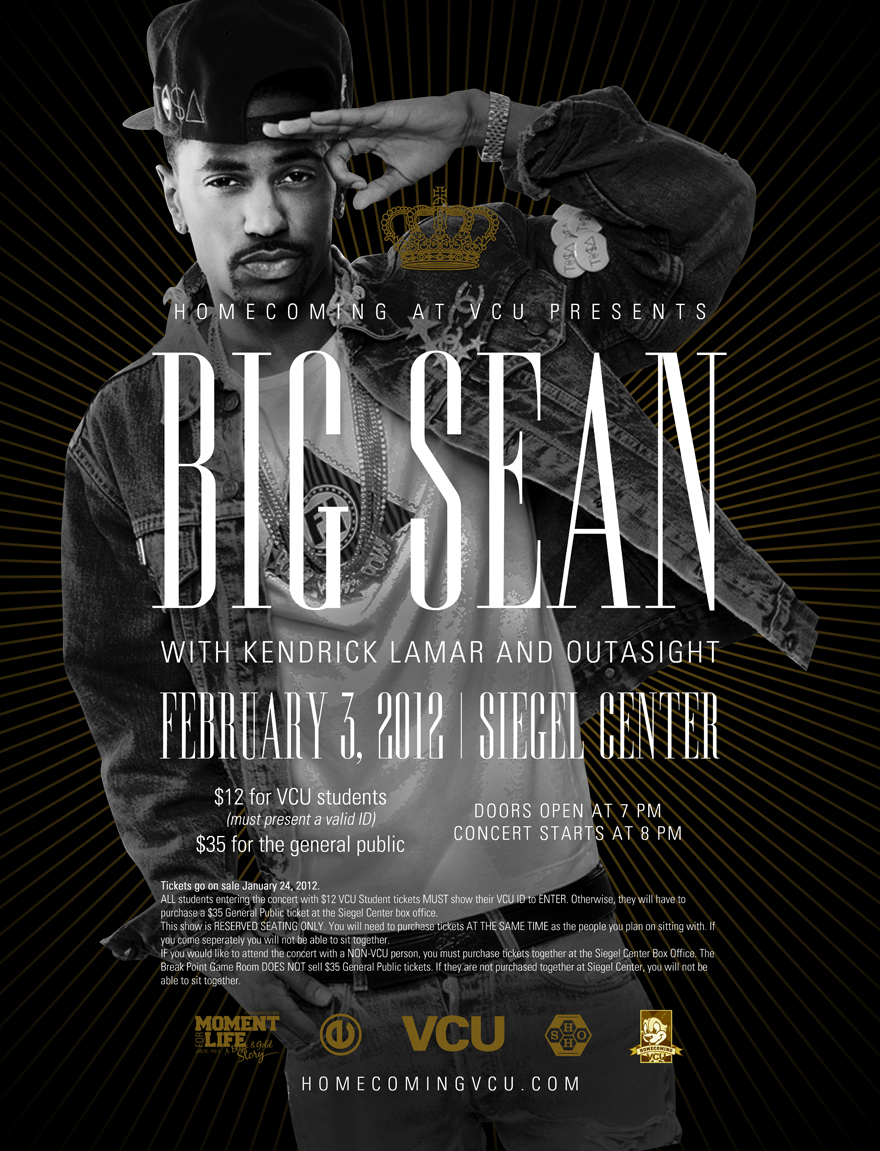 HOMECOMING AT VCU PRESENTS
BIG SEAN
WITH KENDRICK LAMAR AND OUTASIGHT
FEBRUARY 3, 2012 | SIEGEL CENTER
$12 for VCU students
(must present a valid ID)
$35 for the general public
DOORS OPEN AT 7 PM
CONCERT STARTS AT 8 PM
Tickets go on sale January 24, 2012.
ALL students entering the concert with $12 VCU Student tickets MUST show their VCU ID to ENTER. Otherwise, they will have to
purchase a $35 General Public ticket at the Siegel Center box office.
This show is RESERVED SEATING ONLY. You will need to purchase tickets AT THE SAME TIME as the people you plan on sitting with. If
you come seperately you will not be able to sit together.
IF you would like to attend the concert with a NON-VCU person, you must purchase tickets together at the Siegel Center Box Office. The
Break Point Game Room DOES NOT sell $35 General Public tickets. If they are not purchased together at Siegel Center, you will not be
able to sit together.
MOMENT
FOR LIFE
Story
e
VCU
H
S O
H
HOMECOMING
VCU
HOMECOMINGVCU.COM